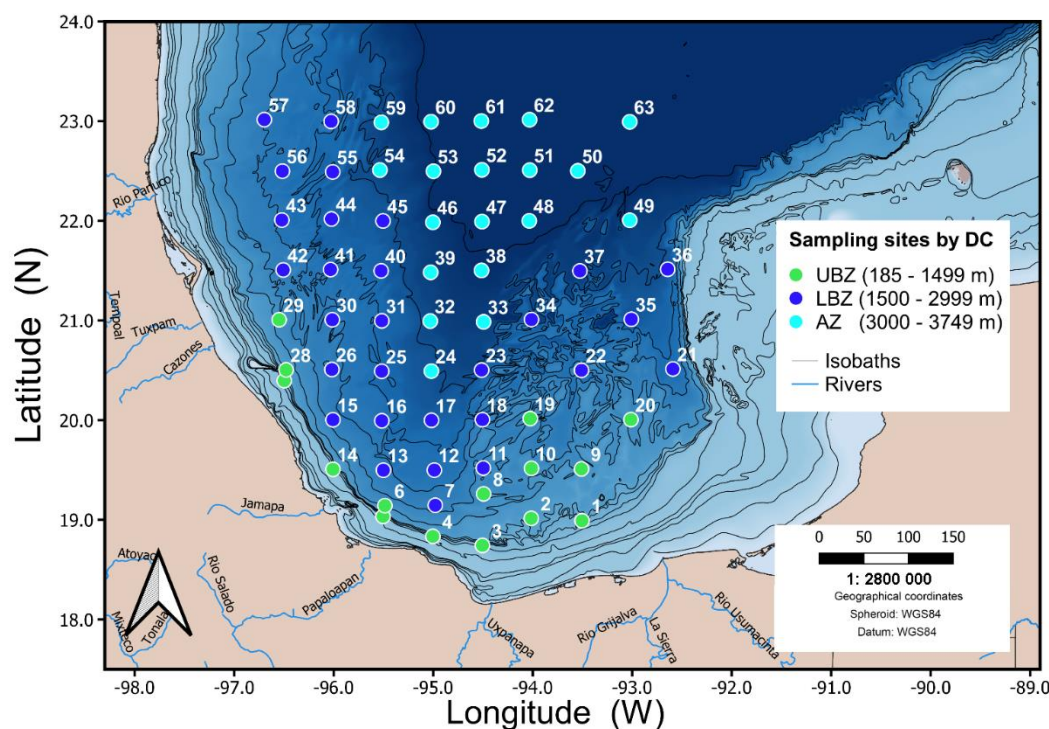 24.0
57
58
59
60
61
62
63
23.0
56
55
54
53
52
51
50
Rio Panuco
43
44
45
46
47
48
49
22.0
42
41
40
39
38
37
36
Sampling sites by DC
UBZ (185 - 1499 m)
LBZ (1500 - 2999 m)
AZ (3000 - 3749 m)
Isobaths
Rivers
29
30
31
32
33
34
35
21.0
Tempoal
Tuxpam
Cazones
28
26
25
24
23
22
21
15
16
17
18
19
20
20.0
14
13
12
11
10
9
8
7
6
4
3
2
1
19.0
Jamapa
Atoyac
Rio Salado
Papaloapan
Mixteco
Tonala
Uxpanapa
Rio Grijalva
La Sierra
Rio Usumacinta
18.0
0 50 100 150
1: 2800 000
Geographical coordinates
Spheroid: WGS84
Datum: WGS84
Latitude (N)
-98.0 -97.0 -96.0 -95.0 -94.0 -93.0 -92.0 -91.0 -90.0 -89.0
Longitude (W)